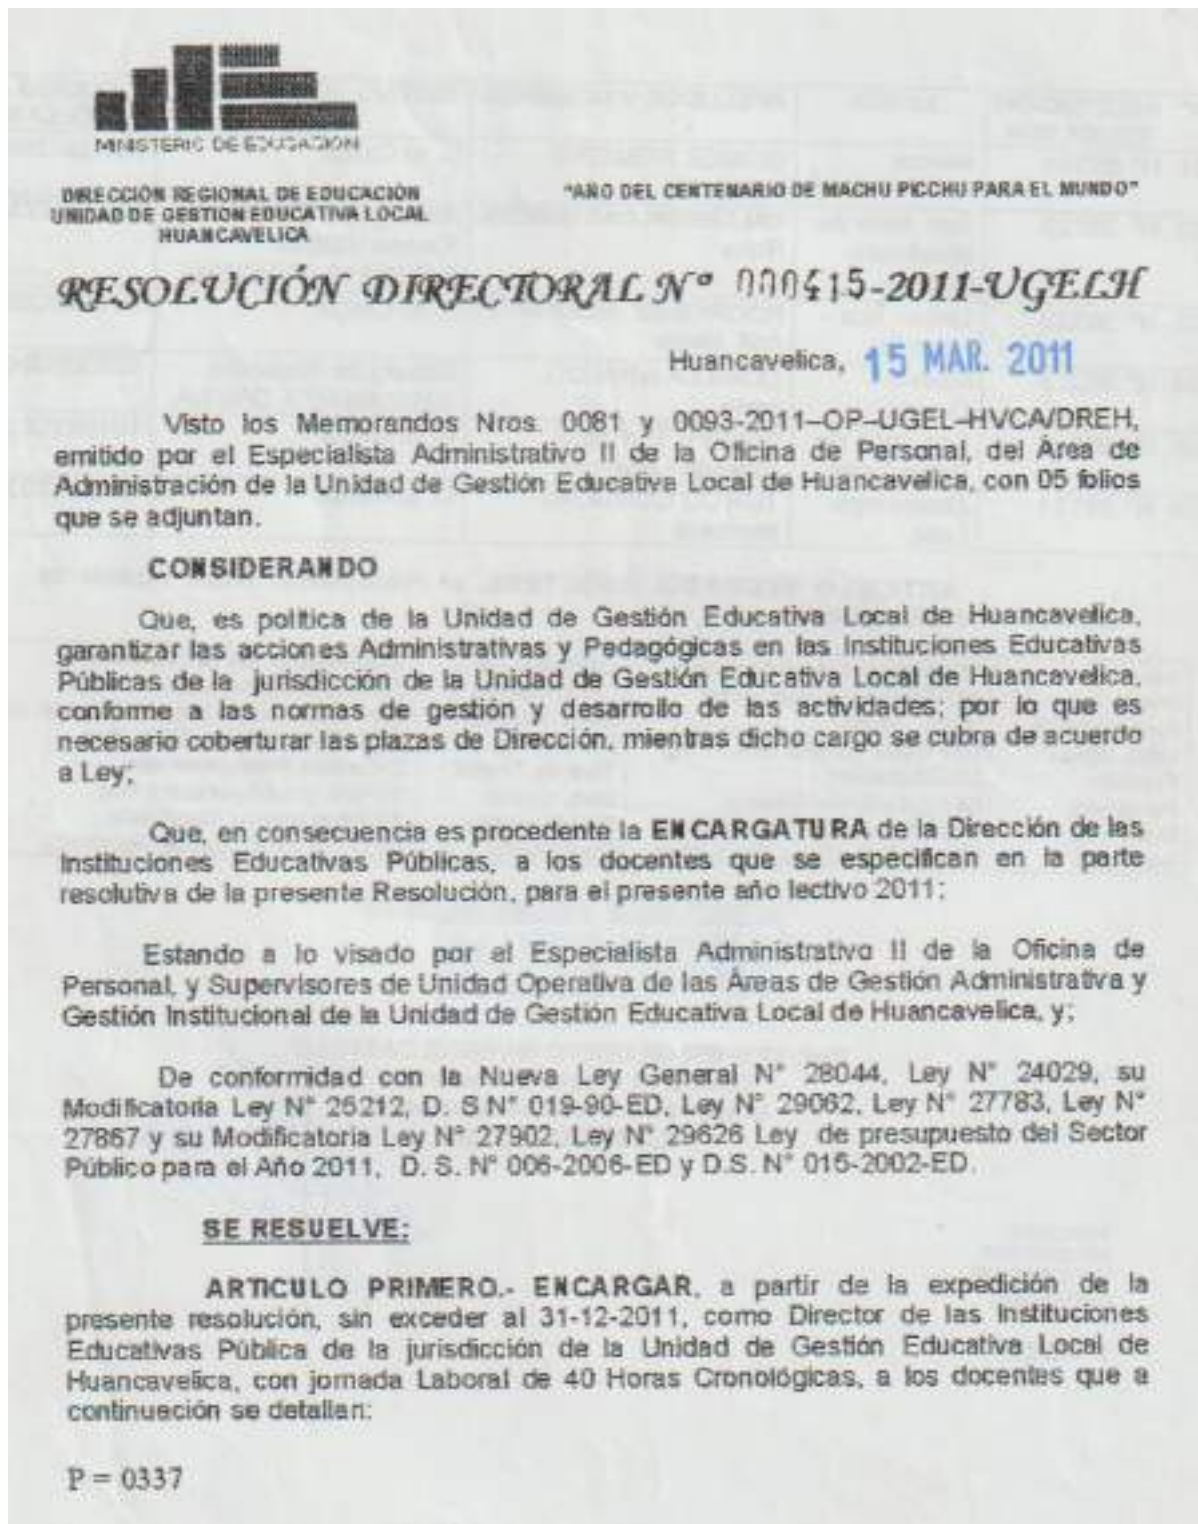 MINISTERIO DE EDUCACION
DIRECCIÓN REGIONAL DE EDUCACIÓN
UNIDAD DE GESTION EDUCATIVA LOCAL
HUANCAVELICA
"AÑO DEL CENTENARIO DE MACHU PICCHU PARA EL MUNDO"
RESOLUCIÓN DIRECTORAL Nº 000415-2011-UGELH
Huancavelica, 15 MAR. 2011
Visto los Memorandos Nros. 0081 y 0093-2011–OP–UGEL–HVCA/DREH,
emitido por el Especialista Administrativo II de la Oficina de Personal, del Área de
Administración de la Unidad de Gestión Educativa Local de Huancavelica, con 05 folios
que se adjuntan.
CONSIDERANDO
Que, es política de la Unidad de Gestión Educativa Local de Huancavelica,
garantizar las acciones Administrativas y Pedagógicas en las Instituciones Educativas
Públicas de la jurisdicción de la Unidad de Gestión Educativa Local de Huancavelica,
conforme a las normas de gestión y desarrollo de las actividades; por lo que es
necesario coberturar las plazas de Dirección, mientras dicho cargo se cubra de acuerdo
a Ley;
Que, en consecuencia es procedente la ENCARGATURA de la Dirección de las
Instituciones Educativas Públicas, a los docentes que se especifican en la parte
resolutiva de la presente Resolución, para el presente año lectivo 2011;
Estando a lo visado por el Especialista Administrativo II de la Oficina de
Personal, y Supervisores de Unidad Operativa de las Áreas de Gestión Administrativa y
Gestión Institucional de la Unidad de Gestión Educativa Local de Huancavelica, y;
De conformidad con la Nueva Ley General N° 28044, Ley N° 24029, su
Modificatoria Ley N° 25212, D. S N° 019-90-ED, Ley N° 29062, Ley N° 27783, Ley N°
27867 y su Modificatoria Ley N° 27902, Ley N° 29626 Ley de presupuesto del Sector
Público para el Año 2011, D. S. N° 006-2006-ED y D.S. N° 015-2002-ED.
SE RESUELVE:
ARTICULO PRIMERO.- ENCARGAR, a partir de la expedición de la
presente resolución, sin exceder al 31-12-2011, como Director de las Instituciones
Educativas Pública de la jurisdicción de la Unidad de Gestión Educativa Local de
Huancavelica, con jornada Laboral de 40 Horas Cronológicas, a los docentes que a
continuación se detallan:
P = 0337